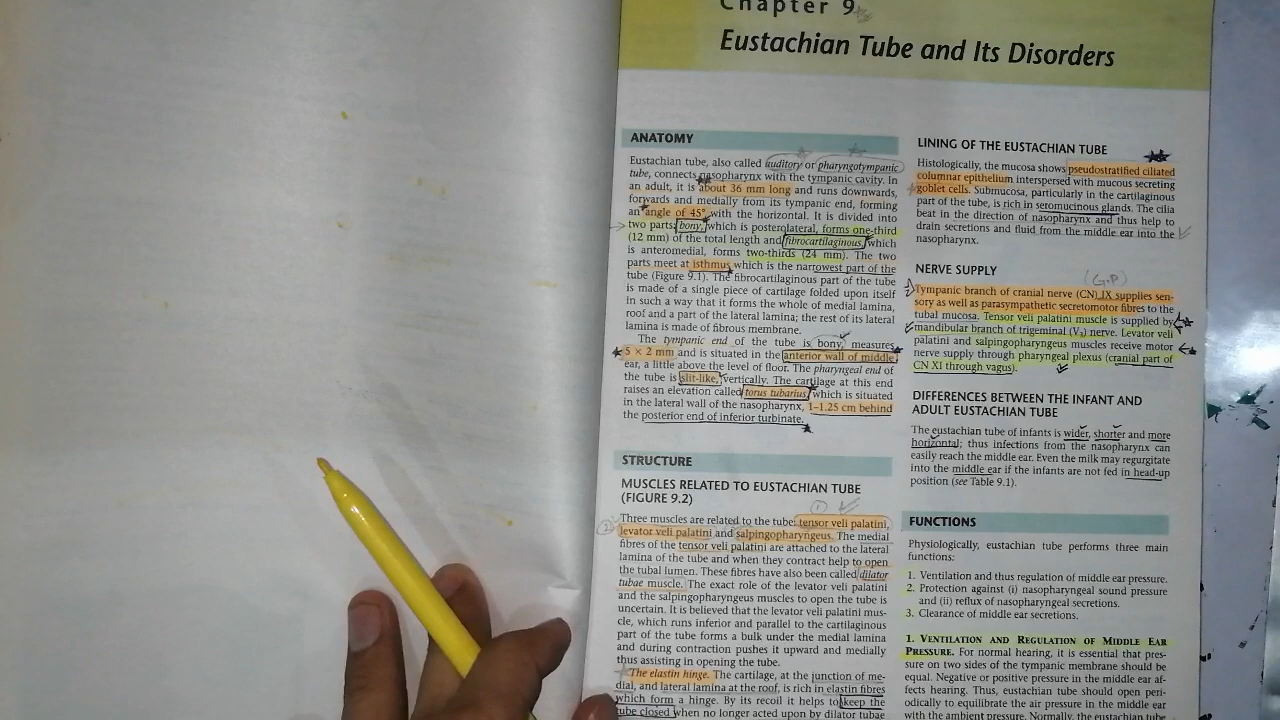 Chapter 9
Eustachian Tube and Its Disorders
ANATOMY
Eustachian tube, also called auditory or pharyngotympanic
tube, connects nasopharynx with the tympanic cavity. In
an adult, it is about 36 mm long and runs downwards,
forwards and medially from its tympanic end, forming
an angle of 45° with the horizontal. It is divided into
two parts: bony, which is posterolateral, forms one-third
(12 mm) of the total length and fibrocartilaginous, which
is anteromedial, forms two-thirds (24 mm). The two
parts meet at isthmus which is the narrowest part of the
tube (Figure 9.1). The fibrocartilaginous part of the tube
is made of a single piece of cartilage folded upon itself
in such a way that it forms the whole of medial lamina,
roof and a part of the lateral lamina; the rest of its lateral
lamina is made of fibrous membrane.
The tympanic end of the tube is bony, measures
5 × 2 mm and is situated in the anterior wall of middle
ear, a little above the level of floor. The pharyngeal end of
the tube is slit-like, vertically. The cartilage at this end
raises an elevation called torus tubarius, which is situated
in the lateral wall of the nasopharynx, 1–1.25 cm behind
the posterior end of inferior turbinate.
STRUCTURE
MUSCLES RELATED TO EUSTACHIAN TUBE
(FIGURE 9.2)
1
2
Three muscles are related to the tube: tensor veli palatini,
levator veli palatini and salpingopharyngeus. The medial
fibres of the tensor veli palatini are attached to the lateral
lamina of the tube and when they contract help to open
the tubal lumen. These fibres have also been called dilator
tubae muscle. The exact role of the levator veli palatini
and the salpingopharyngeus muscles to open the tube is
uncertain. It is believed that the levator veli palatini mus-
cle, which runs inferior and parallel to the cartilaginous
part of the tube forms a bulk under the medial lamina
and during contraction pushes it upward and medially
thus assisting in opening the tube.
The elastin hinge. The cartilage, at the junction of me-
dial, and lateral lamina at the roof, is rich in elastin fibres
which form a hinge. By its recoil it helps to keep the
tube closed when no longer acted upon by dilator tubae
LINING OF THE EUSTACHIAN TUBE
Histologically, the mucosa shows pseudostratified ciliated
columnar epithelium interspersed with mucous secreting
goblet cells. Submucosa, particularly in the cartilaginous
part of the tube, is rich in seromucinous glands. The cilia
beat in the direction of nasopharynx and thus help to
drain secretions and fluid from the middle ear into the
nasopharynx.
NERVE SUPPLY
(G.P)
Tympanic branch of cranial nerve (CN) IX supplies sen-
sory as well as parasympathetic secretomotor fibres to the
tubal mucosa. Tensor veli palatini muscle is supplied by
mandibular branch of trigeminal (V₃) nerve. Levator veli
palatini and salpingopharyngeus muscles receive motor
nerve supply through pharyngeal plexus (cranial part of
CN XI through vagus).
DIFFERENCES BETWEEN THE INFANT AND
ADULT EUSTACHIAN TUBE
The eustachian tube of infants is wider, shorter and more
horizontal; thus infections from the nasopharynx can
easily reach the middle ear. Even the milk may regurgitate
into the middle ear if the infants are not fed in head-up
position (see Table 9.1).
FUNCTIONS
Physiologically, eustachian tube performs three main
functions:
1. Ventilation and thus regulation of middle ear pressure.
2. Protection against (i) nasopharyngeal sound pressure
and (ii) reflux of nasopharyngeal secretions.
3. Clearance of middle ear secretions.
1. VENTILATION AND REGULATION OF MIDDLE EAR
PRESSURE. For normal hearing, it is essential that pres-
sure on two sides of the tympanic membrane should be
equal. Negative or positive pressure in the middle ear af-
fects hearing. Thus, eustachian tube should open peri-
odically to equilibrate the air pressure in the middle ear
with the ambient pressure. Normally, the eustachian tube